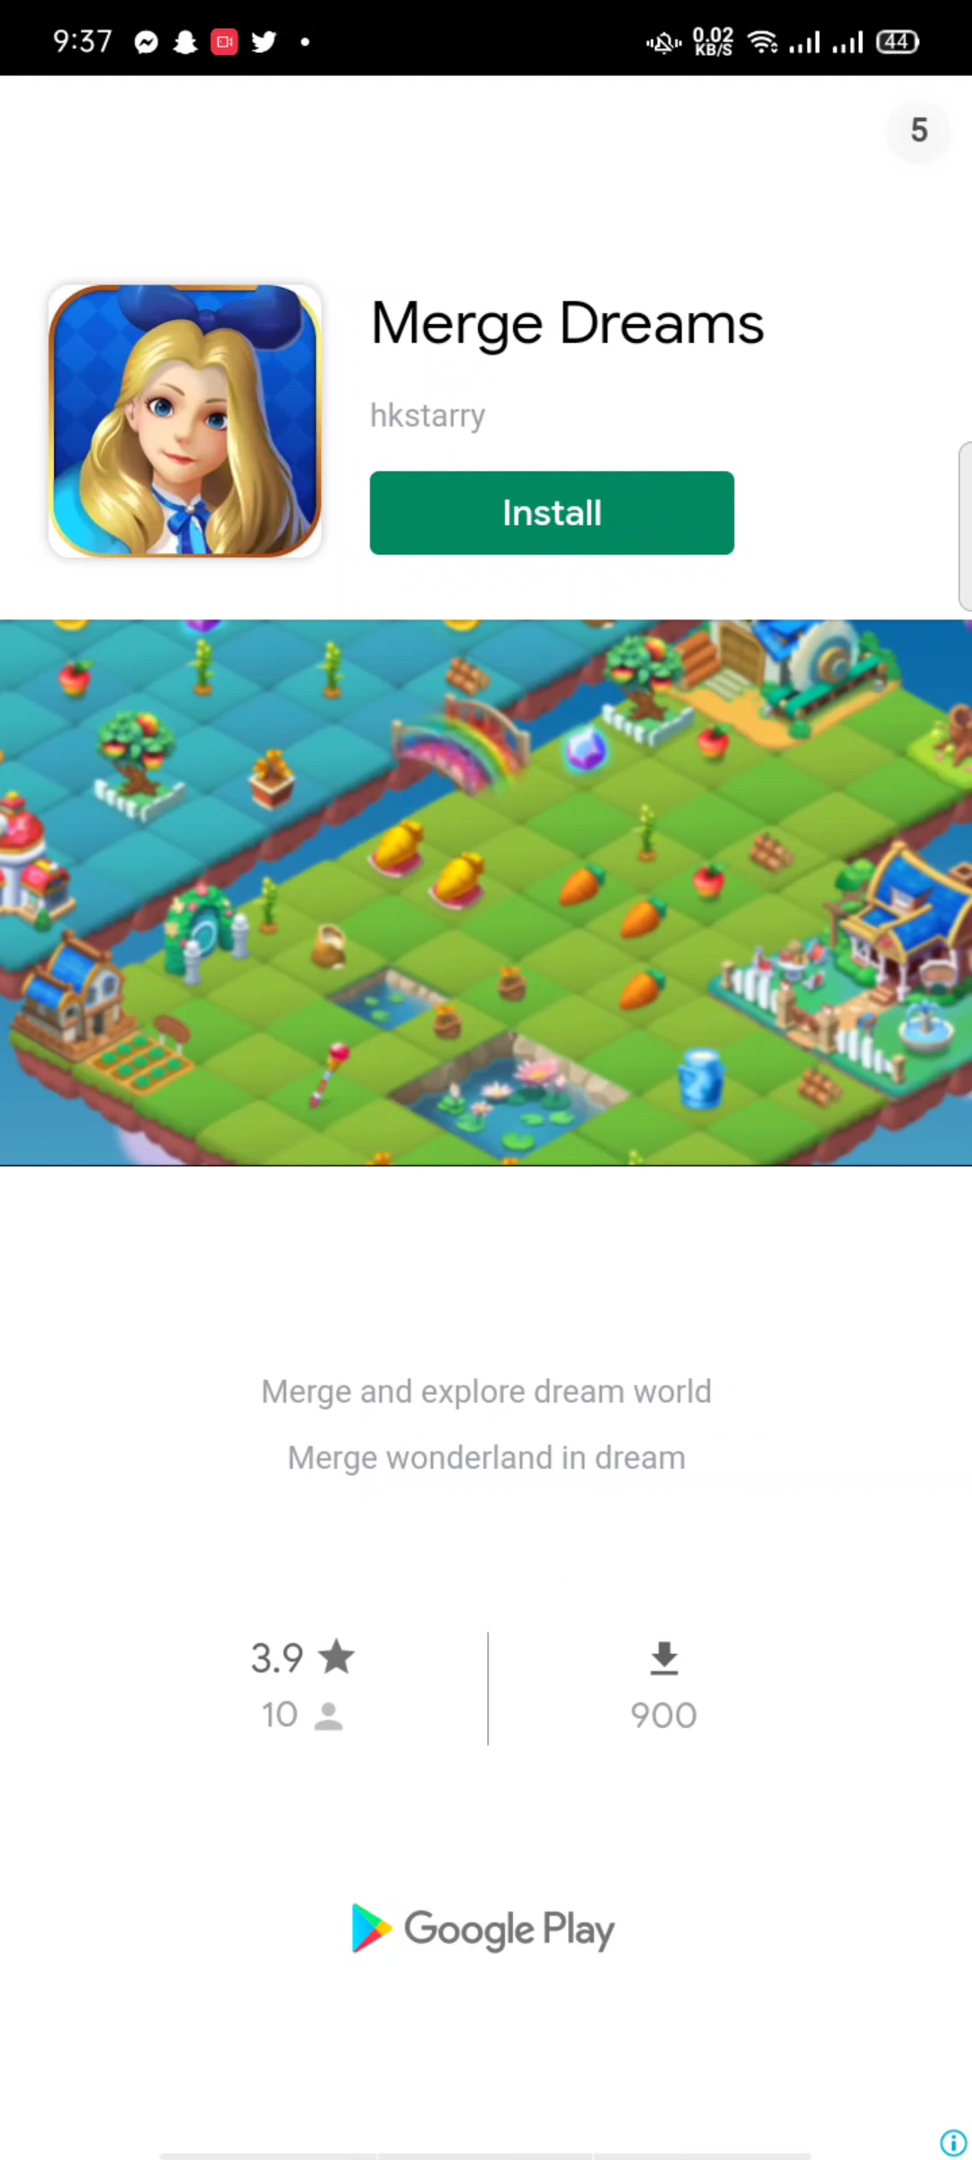 9:37
0.02
KB/S
44
5
Merge Dreams
hkstarry
Install
Merge and explore dream world
Merge wonderland in dream
3.9
10
900
Google Play